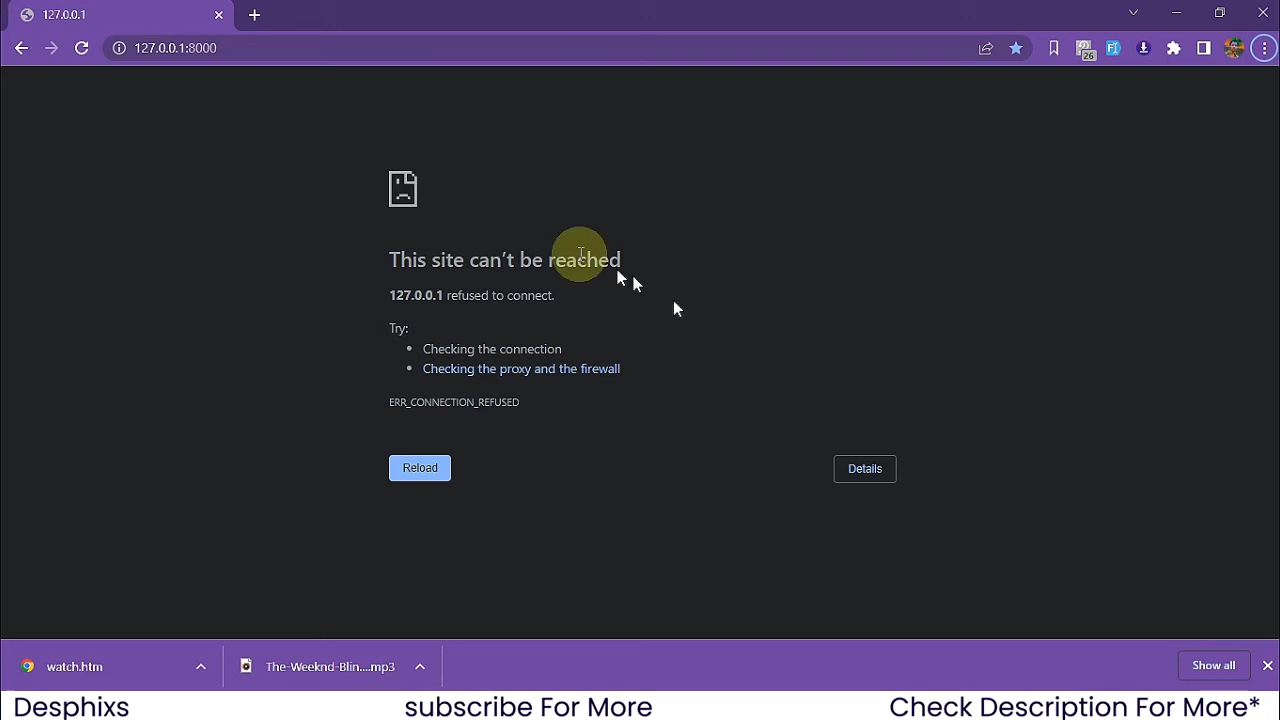 127.0.0.1
127.0.0.1:8000
FI
26
This site can’t be reached
127.0.0.1 refused to connect.
Try:
Checking the connection
Checking the proxy and the firewall
ERR_CONNECTION_REFUSED
Reload
Details
watch.htm
The-Weeknd-Blin....mp3
Show all
Desphixs
subscribe For More
Check Description For More*